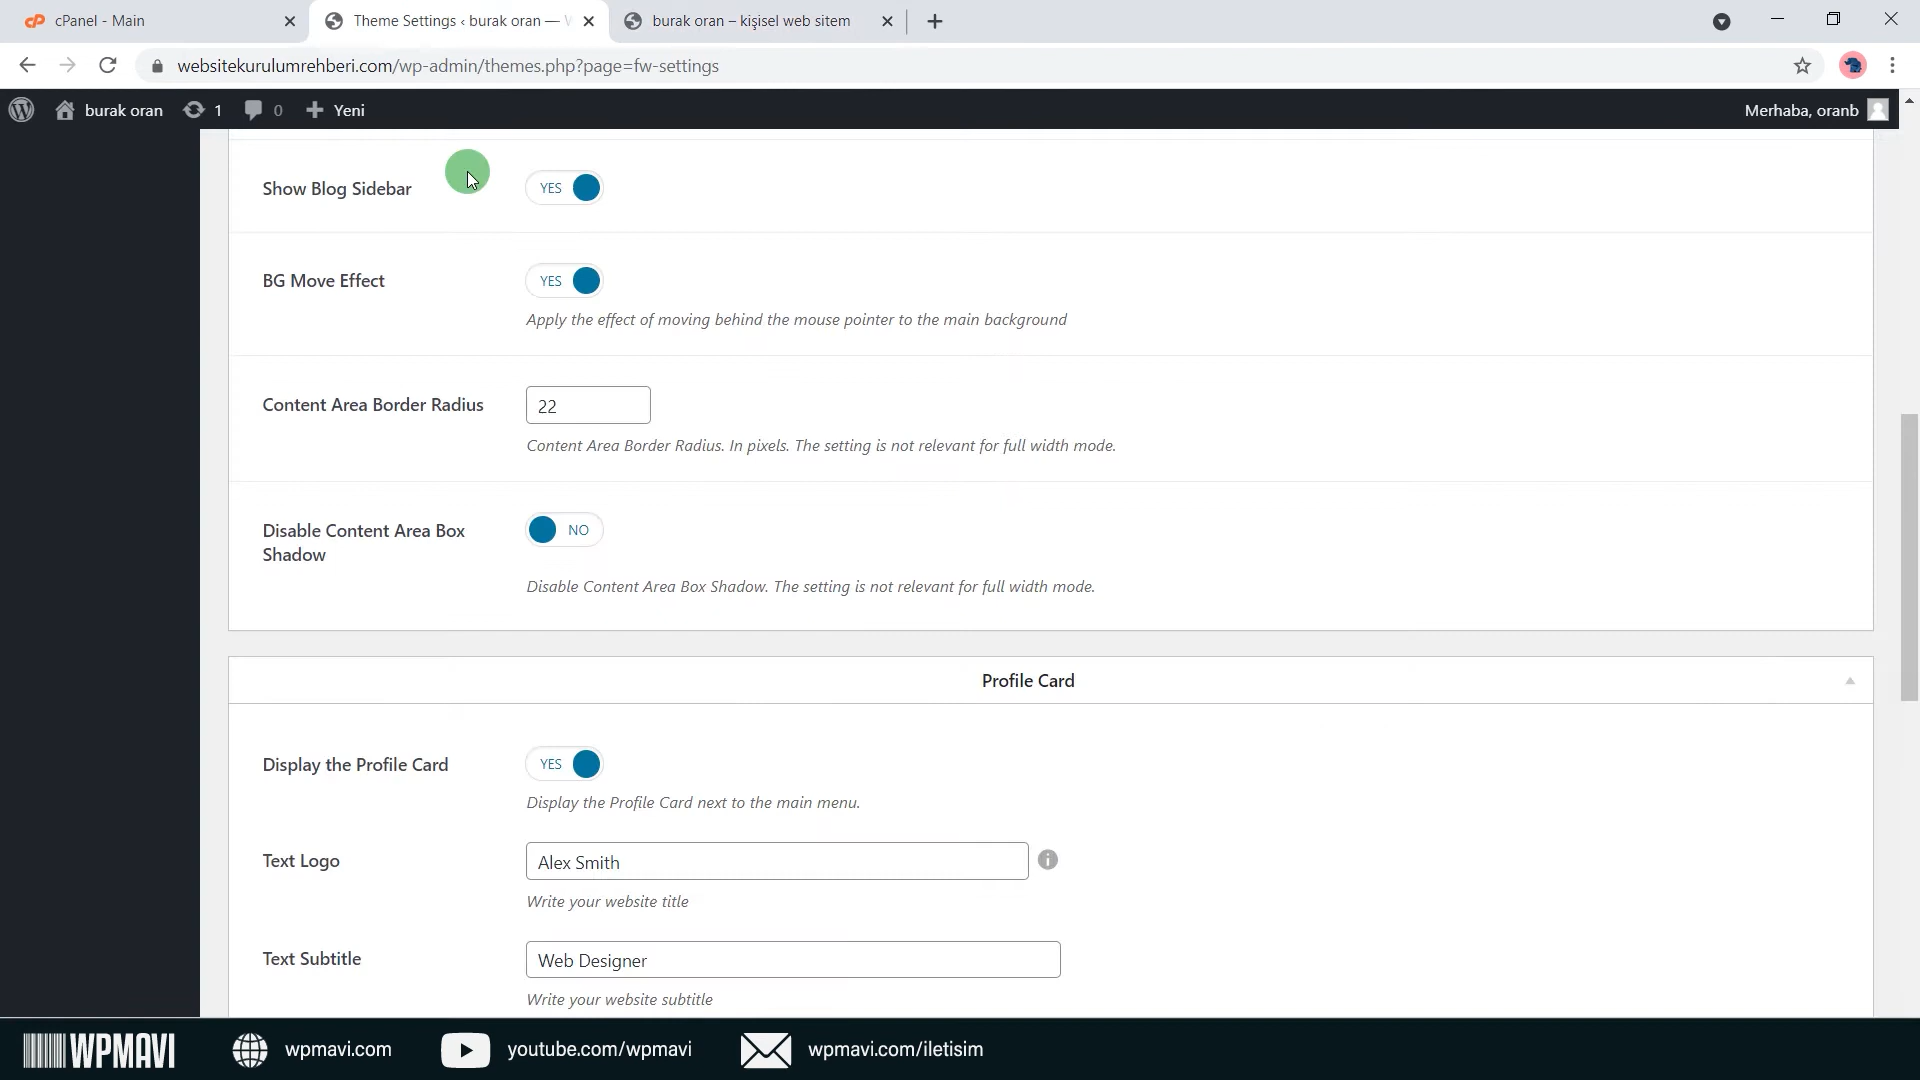 cPanel - Main
Theme Settings ‹ burak oran —
burak oran – kişisel web sitem
websitekurulumrehberi.com/wp-admin/themes.php?page=fw-settings
burak oran
1
0
Yeni
Merhaba, oranb
Show Blog Sidebar
YES
BG Move Effect
YES
Apply the effect of moving behind the mouse pointer to the main background
Content Area Border Radius
22
Content Area Border Radius. In pixels. The setting is not relevant for full width mode.
Disable Content Area Box
Shadow
NO
Disable Content Area Box Shadow. The setting is not relevant for full width mode.
Profile Card
Display the Profile Card
YES
Display the Profile Card next to the main menu.
Text Logo
Alex Smith
Write your website title
Text Subtitle
Web Designer
Write your website subtitle
WPMAVI
wpmavi.com
youtube.com/wpmavi
wpmavi.com/iletisim